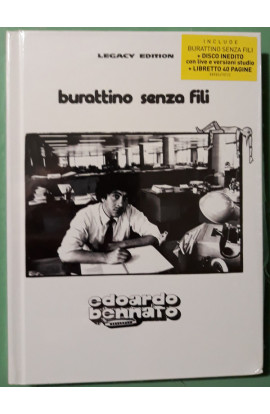 LEGACY EDITION
INCLUDE
BURATTINO SENZA FILI
+ DISCO INEDITO
con live e versioni studio
+ LIBRETTO 40 PAGINE
burattino senza fili
edoardo
bennato